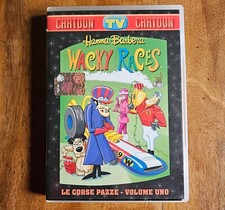 CARTOON TV CARTOON
Hanna-Barbera
WACKY RACES
LE CORSE PAZZE - VOLUME UNO